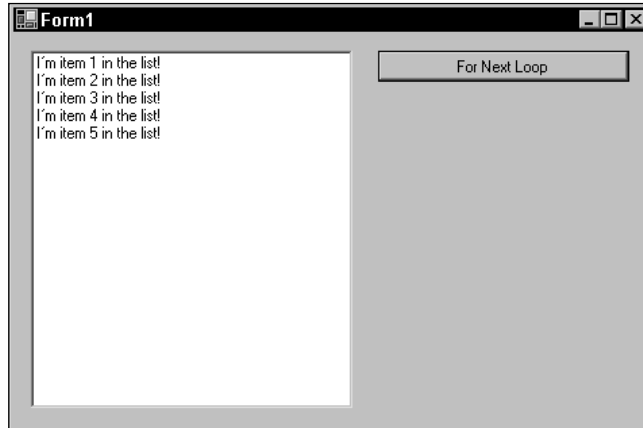 Form1
I´m item 1 in the list!
I´m item 2 in the list!
I´m item 3 in the list!
I´m item 4 in the list!
I´m item 5 in the list!
For Next Loop